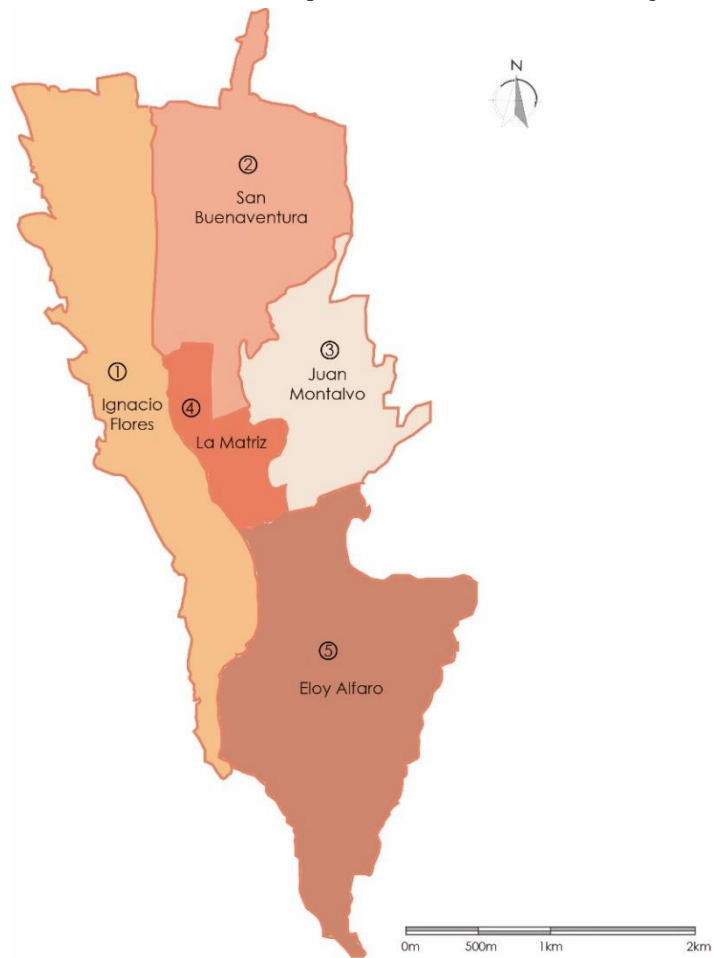 N
②
San
Buenaventura
③
Juan
Montalvo
①
Ignacio
Flores
④
La Matriz
⑤
Eloy Alfaro
0m 500m 1km 2km